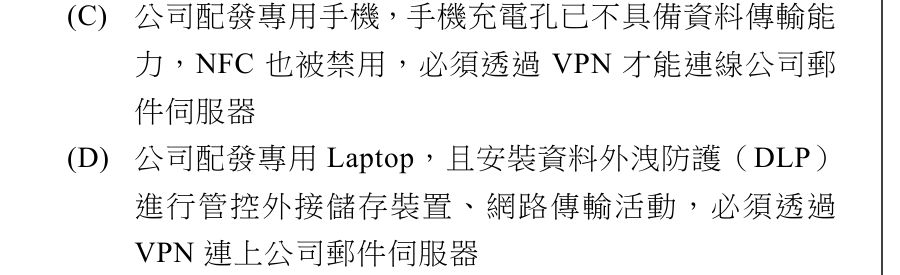 (C) 公司配發專用手機，手機充電孔已不具備資料傳輸能
力，NFC 也被禁用，必須透過 VPN 才能連線公司郵
件伺服器
(D) 公司配發專用 Laptop，且安裝資料外洩防護（DLP）
進行管控外接儲存裝置、網路傳輸活動，必須透過
VPN 連上公司郵件伺服器